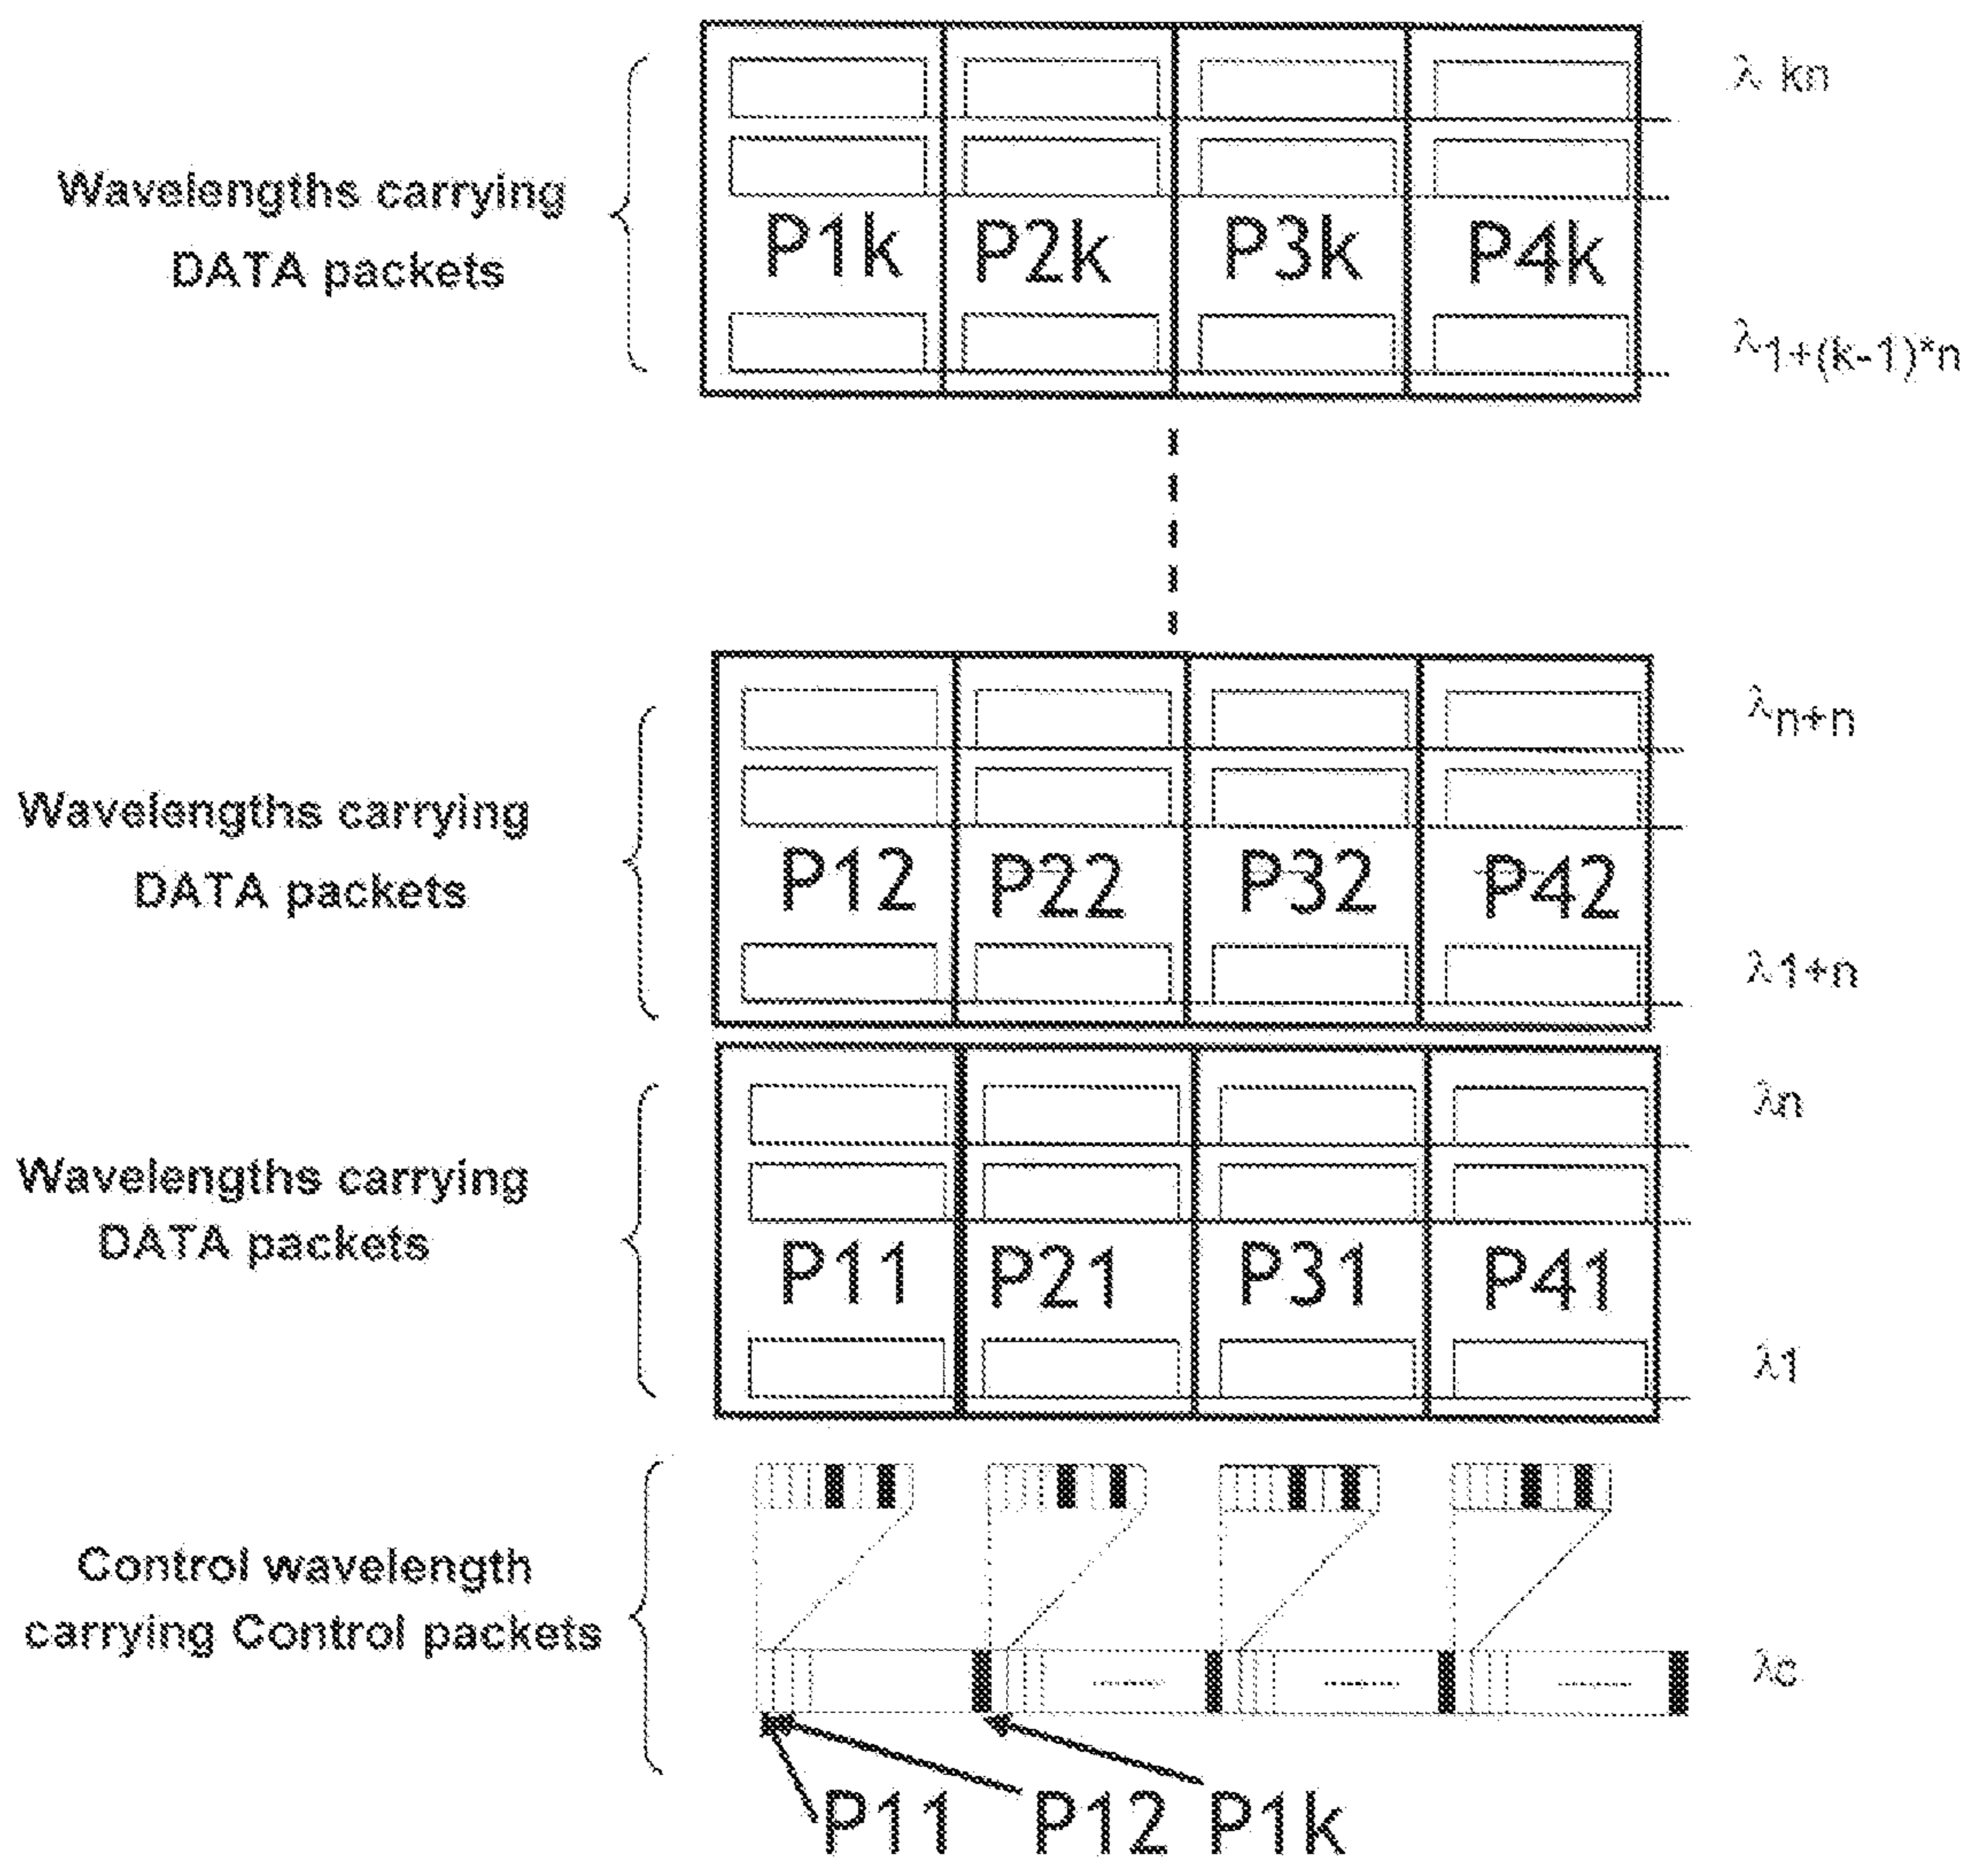 λ kn
Wavelengths carrying
DATA packets
P1k P2k P3k P4k
λ1+(k-1)*n
λn+n
Wavelengths carrying
DATA packets
P12 P22 P32 P42
λ1+n
λn
Wavelengths carrying
DATA packets
P11 P21 P31 P41
λ1
Control wavelength
carrying Control packets
λc
P11 P12 P1k